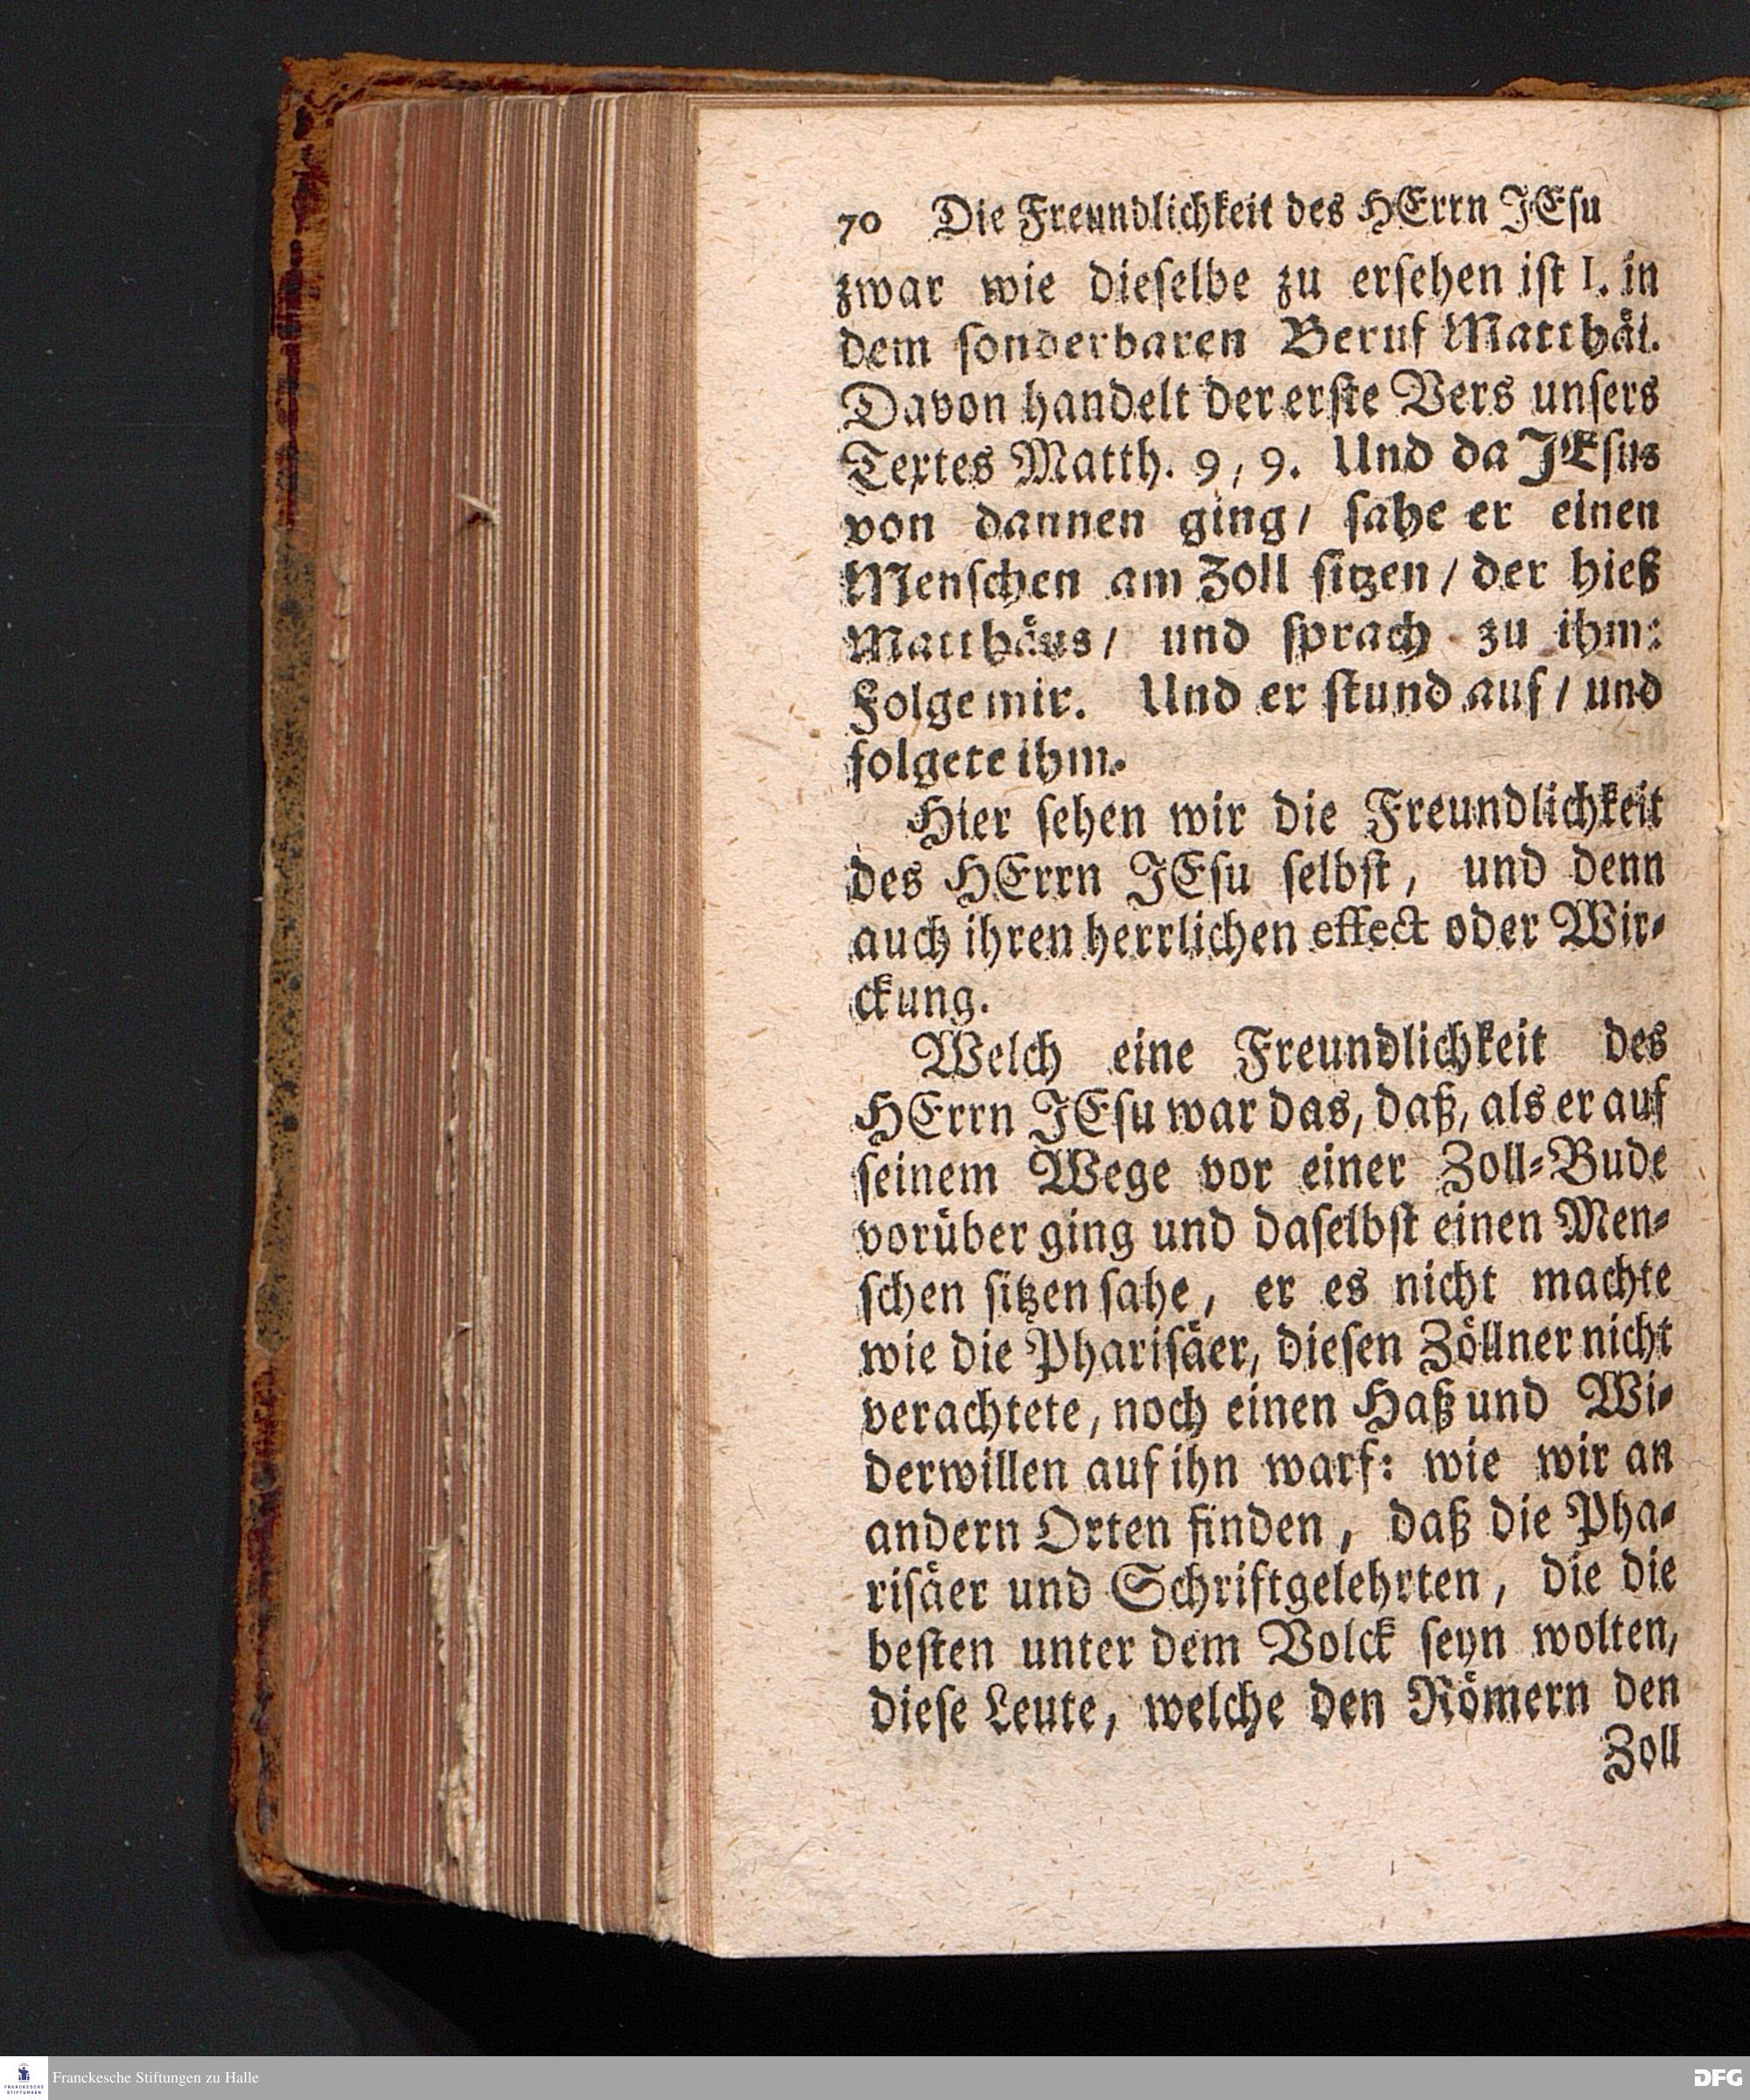 70 Die Freundlichkeit des HErrn JEſu
zwar wie dieſelbe zu erſehen iſt I. in
dem ſonderbaren Beruf Matthäi.
Davon handelt der erſte Vers unſers
Textes Matth. 9, 9. Und da JEſus
von dannen ging/ ſahe er einen
Menſchen am Zoll ſitzen/ der hieß
Matthäus/ und ſprach zu ihm:
Folge mir. Und er ſtund auf/ und
folgete ihm.
Hier ſehen wir die Freundlichkeit
des HErrn JEſu ſelbſt, und denn
auch ihren herrlichen effect oder Wir-
ckung.
Welch eine Freundlichkeit des
HErrn JEſu war das, daß, als er auf
ſeinem Wege vor einer Zoll-Bude
vorüber ging und daſelbſt einen Men-
ſchen ſitzen ſahe, er es nicht machte
wie die Phariſäer, dieſen Zöllner nicht
verachtete, noch einen Haß und Wi-
derwillen auf ihn warf: wie wir an
andern Orten finden, daß die Pha-
riſäer und Schriftgelehrten, die die
beſten unter dem Volck ſeyn wolten,
dieſe Leute, welche den Römern den
Zoll
FRANCKESCHE
STIFTUNGEN
Franckesche Stiftungen zu Halle
DFG